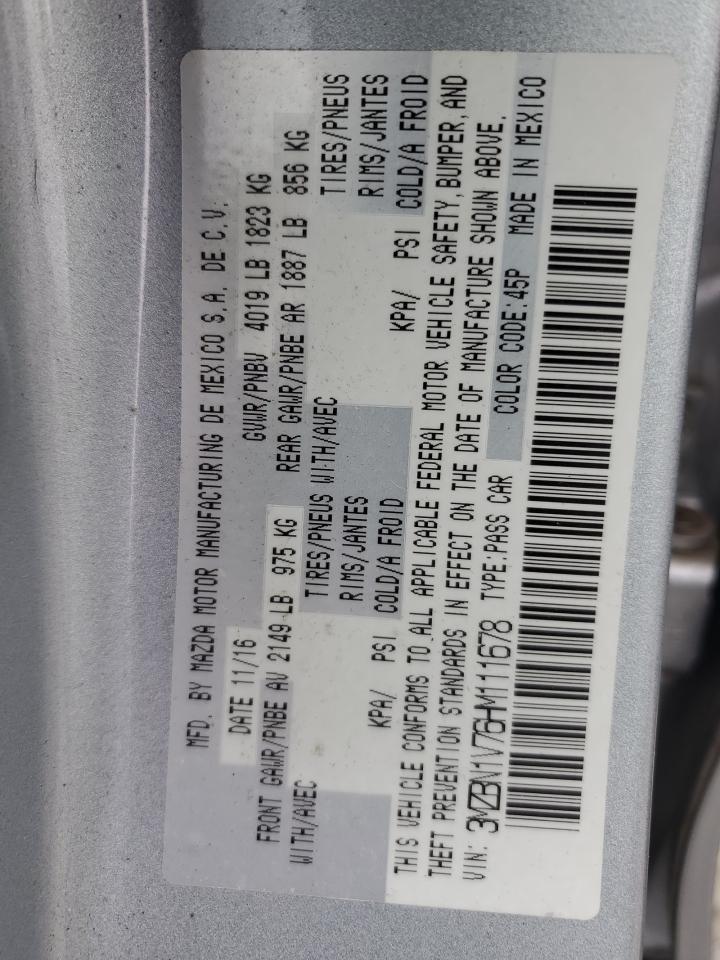 MFD. BY MAZDA MOTOR MANUFACTURING DE MEXICO S.A. DE C.V.
DATE 11/16 GVWR/PNBV 4019 LB 1823 KG
FRONT GAWR/PNBE AV 2149 LB 975 KG REAR GAWR/PNBE AR 1887 LB 856 KG
WITH/AVEC TIRES/PNEUS WITH/AVEC TIRES/PNEUS
RIMS/JANTES RIMS/JANTES
KPA/ PSI COLD/A FROID KPA/ PSI COLD/A FROID
THIS VEHICLE CONFORMS TO ALL APPLICABLE FEDERAL MOTOR VEHICLE SAFETY, BUMPER, AND
THEFT PREVENTION STANDARDS IN EFFECT ON THE DATE OF MANUFACTURE SHOWN ABOVE.
VIN: 3MZBN1V76HM111678 TYPE:PASS CAR COLOR CODE:45P MADE IN MEXICO